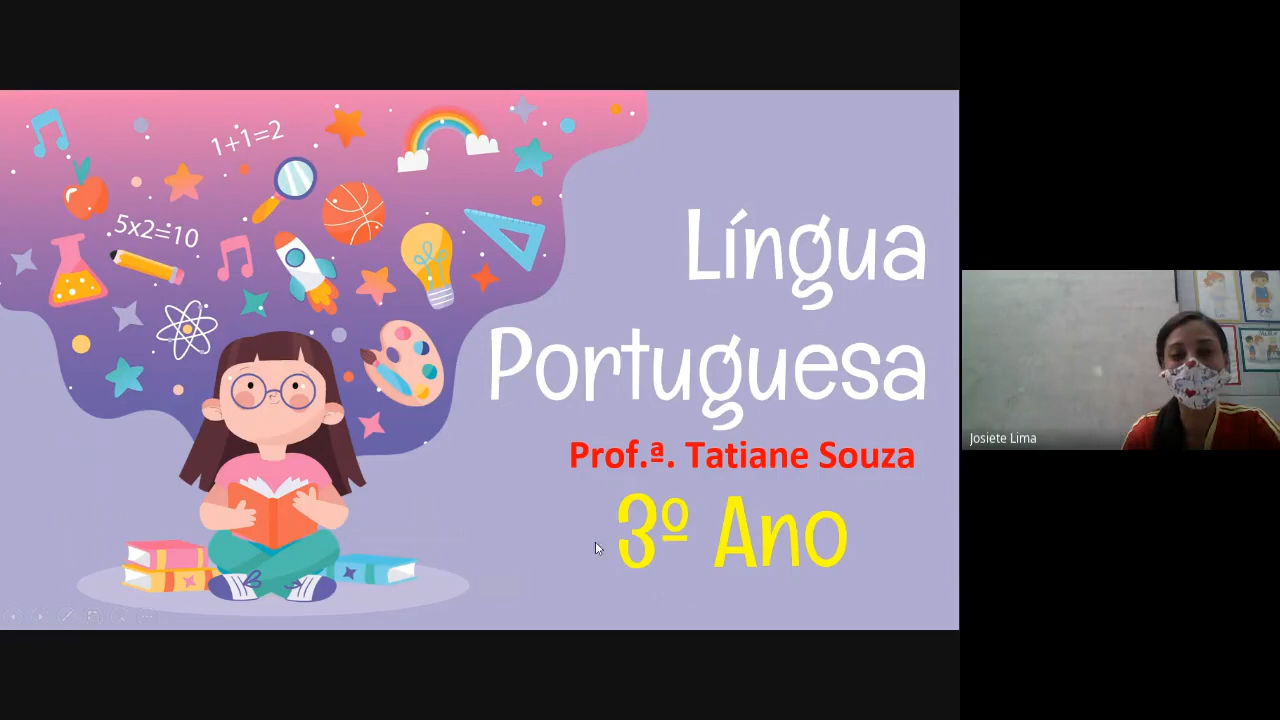 1+1=2
5x2=10
Língua
Portuguesa
Prof.ª. Tatiane Souza
3º Ano
Josiete Lima